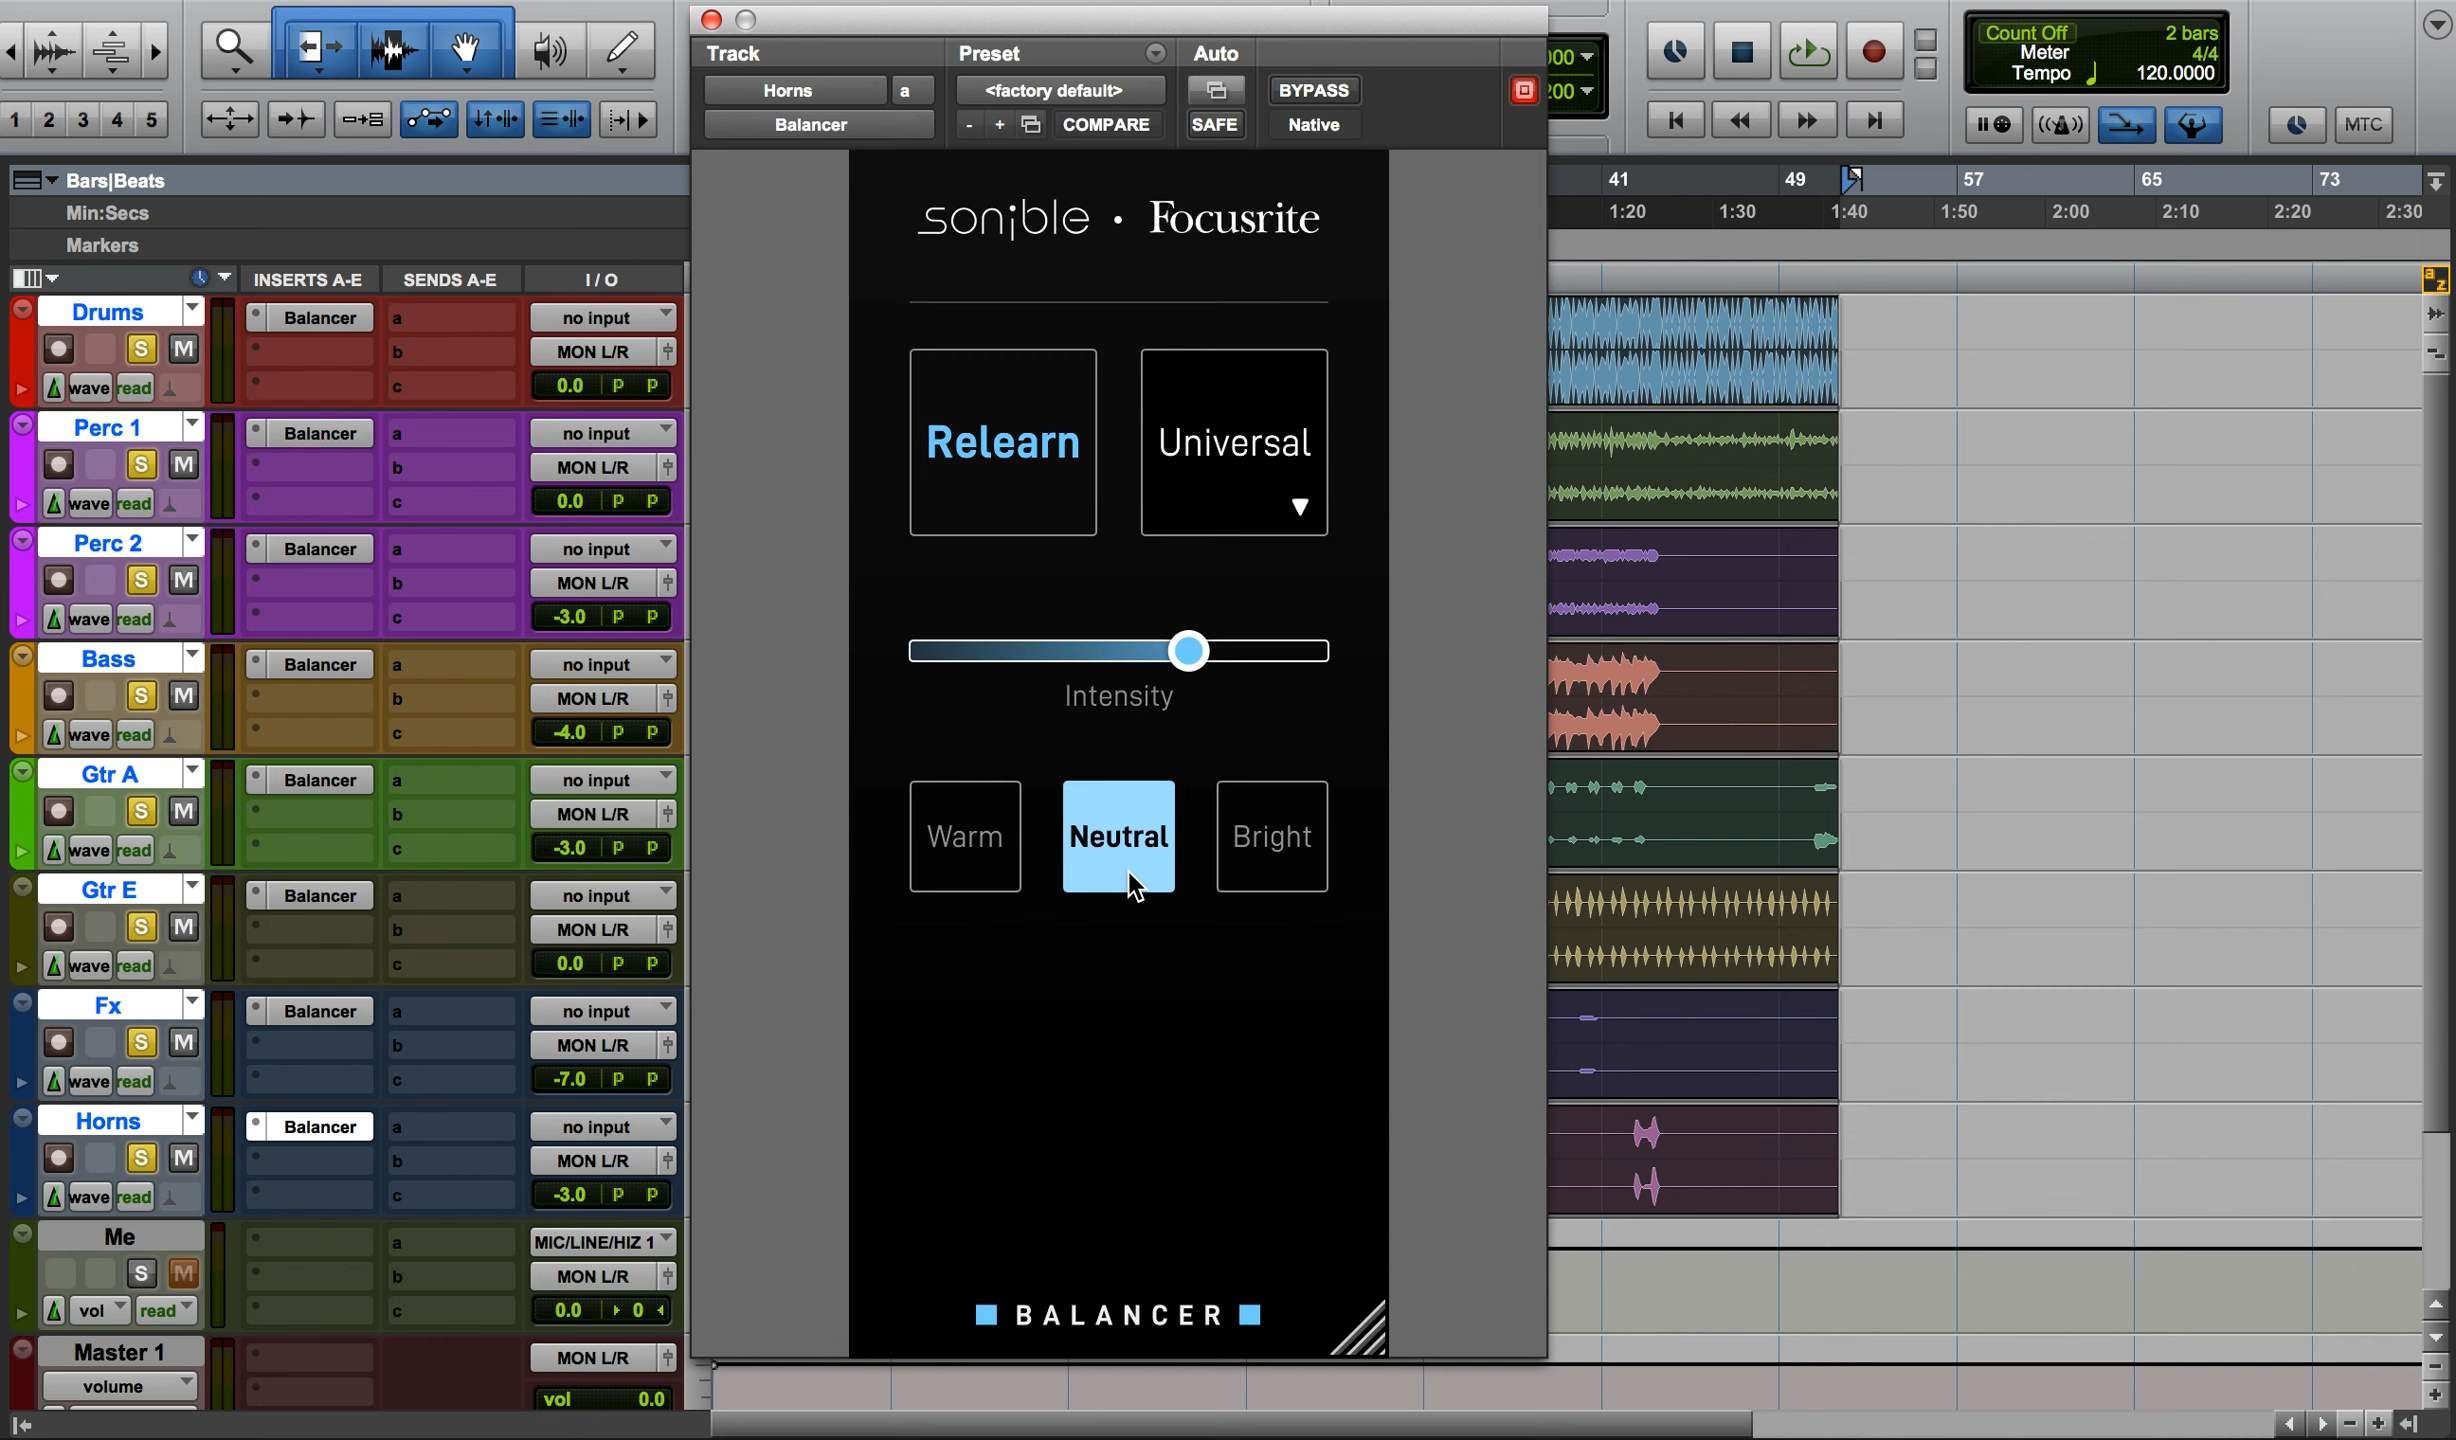 Track
Preset
Auto
Horns a
<factory default>
BYPASS
Balancer
- + COMPARE
SAFE
Native
000
200
Count Off 2 bars
Meter 4/4
Tempo 120.0000
1 2 3 4 5
MTC
Bars|Beats
41 49 57 65 73
Min:Secs
1:20 1:30 1:40 1:50 2:00 2:10 2:20 2:30
Markers
INSERTS A-E SENDS A-E I / O
a z
Drums Balancer a no input
S M b MON L/R
wave read c 0.0 P P
Perc 1 Balancer a no input
S M b MON L/R
wave read c 0.0 P P
Perc 2 Balancer a no input
S M b MON L/R
wave read c -3.0 P P
Bass Balancer a no input
S M b MON L/R
wave read c -4.0 P P
Gtr A Balancer a no input
S M b MON L/R
wave read c -3.0 P P
Gtr E Balancer a no input
S M b MON L/R
wave read c 0.0 P P
Fx Balancer a no input
S M b MON L/R
wave read c -7.0 P P
Horns Balancer a no input
S M b MON L/R
wave read c -3.0 P P
Me a MIC/LINE/HIZ 1
S M b MON L/R
vol read c 0.0 0
Master 1 MON L/R
volume vol 0.0
sonible · Focusrite
Relearn
Universal
Intensity
Warm
Neutral
Bright
BALANCER